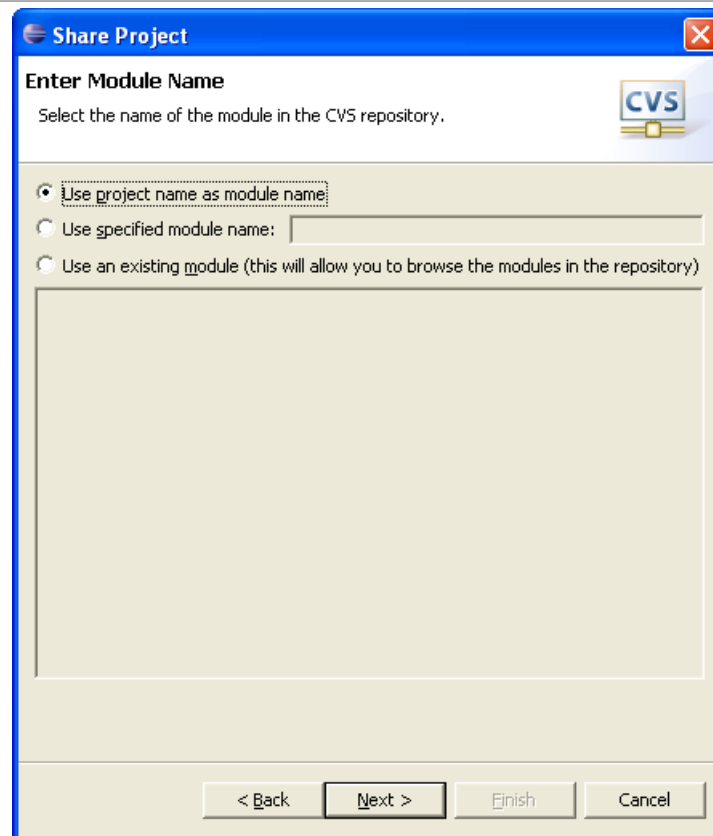 Share Project
Enter Module Name
Select the name of the module in the CVS repository.
CVS
Use project name as module name
Use specified module name:
Use an existing module (this will allow you to browse the modules in the repository)
< Back Next > Finish Cancel